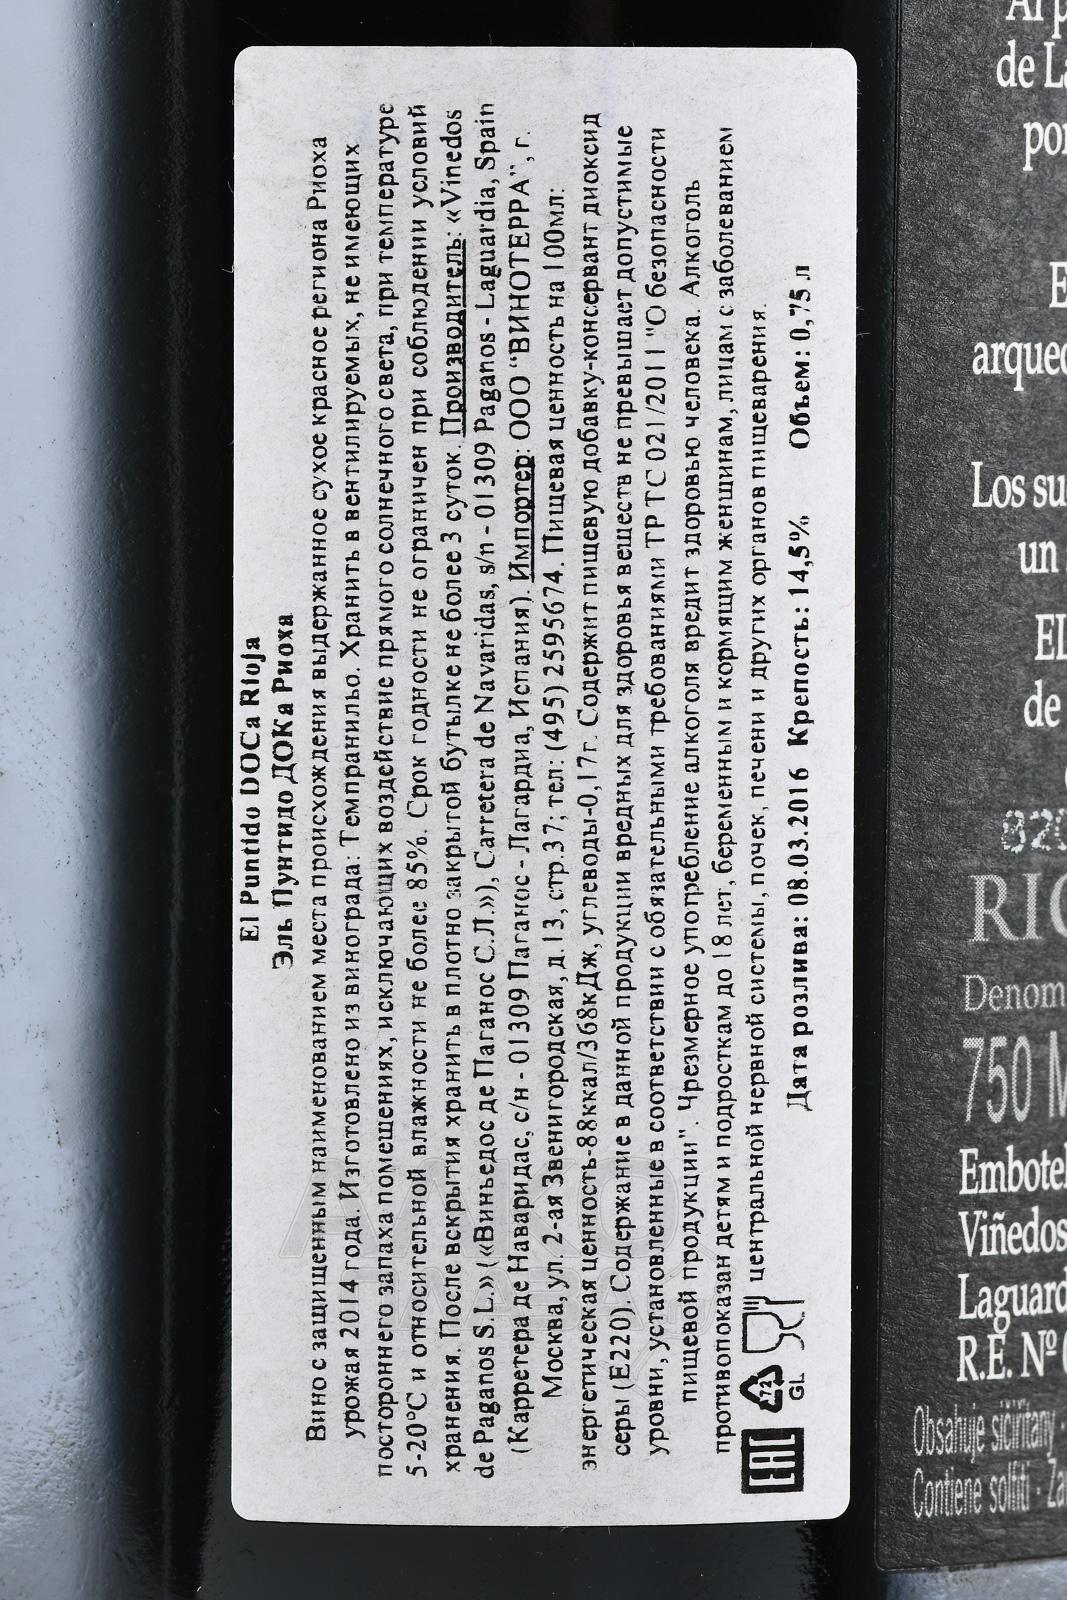 El Puntido DOCa Rioja
Эль Пунтидо ДОКа Риоха
Вино с защищенным наименованием места происхождения выдержанное сухое красное региона Риоха
урожая 2014 года. Изготовлено из винограда: Темпранильо. Хранить в вентилируемых, не имеющих
постороннего запаха помещениях, исключающих воздействие прямого солнечного света, при температуре
5-20°С и относительной влажности не более 85%. Срок годности не ограничен при соблюдении условий
хранения. После вскрытия хранить в плотно закрытой бутылке не более 3 суток. Производитель: «Vinedos
de Paganos S.L.» («Виньедос де Паганос С.Л.»), Carretera de Navaridas, s/n - 01309 Paganos - Laguardia, Spain
(Карретера де Наваридас, с/н - 01309 Паганос - Лагардиа, Испания). Импортер: ООО "ВИНОТЕРРА", г.
Москва, ул. 2-ая Звенигородская, д.13, стр.37; тел: (495) 2595674. Пищевая ценность на 100мл:
энергетическая ценность-88ккал/368кДж, углеводы-0,17г. Содержит пищевую добавку-консервант диоксид
серы (Е220). Содержание в данной продукции вредных для здоровья веществ не превышает допустимые
уровни, установленные в соответствии с обязательными требованиями ТР ТС 021/2011 "О безопасности
пищевой продукции". Чрезмерное употребление алкоголя вредит здоровью человека. Алкоголь
противопоказан детям и подросткам до 18 лет, беременным и кормящим женщинам, лицам с заболеванием
центральной нервной системы, почек, печени и других органов пищеварения.
Дата розлива: 08.03.2016 Крепость: 14,5% Объем: 0,75 л
EAC
72
GL
Al p
de La
por
E
arqueo
Los su
un
El
de
820
RIO
Denom
750 M
Embotel
Viñedos
Laguard
R.E. Nº
Obsahuje siřičitany ·
Contiene solfiti · Za